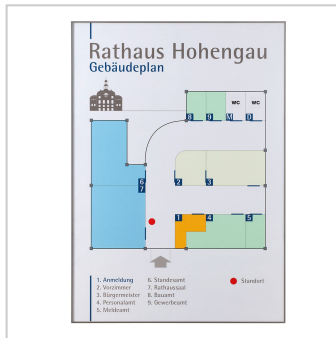 Rathaus Hohengau
Gebäudeplan
WC WC
8 9 M D
6
7
2 3
1 4 5
1. Anmeldung
2. Vorzimmer
3. Bürgermeister
4. Personalamt
5. Meldeamt
6. Standesamt
7. Rathaussaal
8. Bauamt
9. Gewerbeamt
Standort